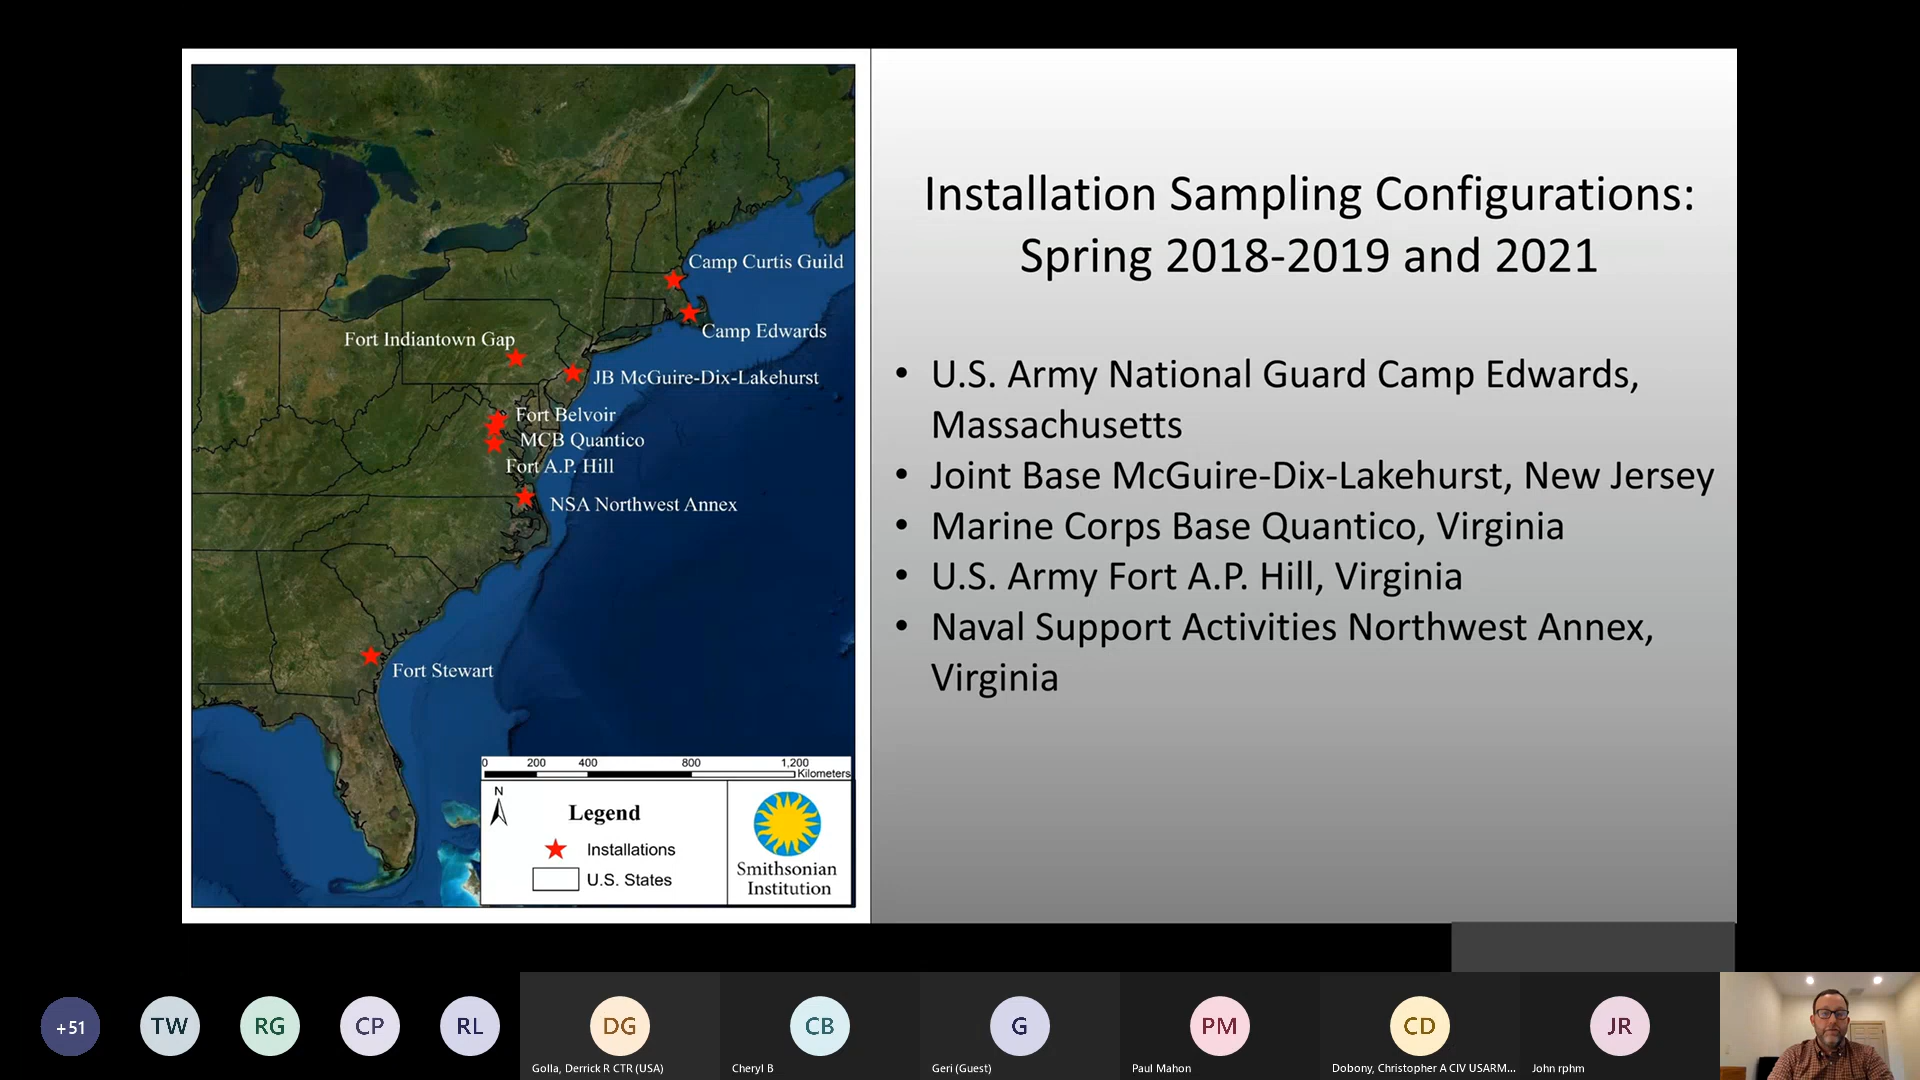 Camp Curtis Guild
Camp Edwards
Fort Indiantown Gap
JB McGuire-Dix-Lakehurst
Fort Belvoir
MCB Quantico
Fort A.P. Hill
NSA Northwest Annex
Fort Stewart
0 200 400 800 1,200
Kilometers
N
Legend
Installations
U.S. States
Smithsonian
Institution
Installation Sampling Configurations:
Spring 2018-2019 and 2021
• U.S. Army National Guard Camp Edwards,
Massachusetts
• Joint Base McGuire-Dix-Lakehurst, New Jersey
• Marine Corps Base Quantico, Virginia
• U.S. Army Fort A.P. Hill, Virginia
• Naval Support Activities Northwest Annex,
Virginia
+51 TW RG CP RL DG CB G PM CD JR
Golla, Derrick R CTR (USA) Cheryl B Geri (Guest) Paul Mahon Dobony, Christopher A CIV USARM... John rphm